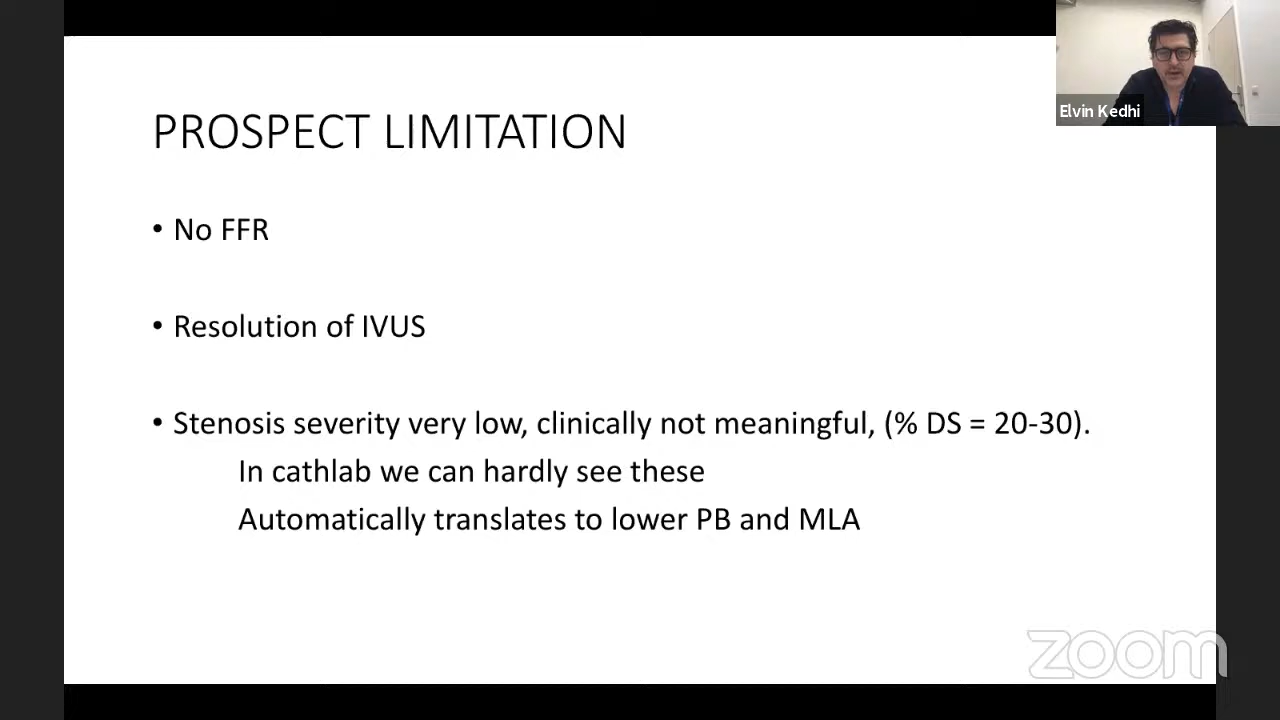 Elvin Kedhi
PROSPECT LIMITATION
• No FFR
• Resolution of IVUS
• Stenosis severity very low, clinically not meaningful, (% DS = 20-30).
In cathlab we can hardly see these
Automatically translates to lower PB and MLA
zoom